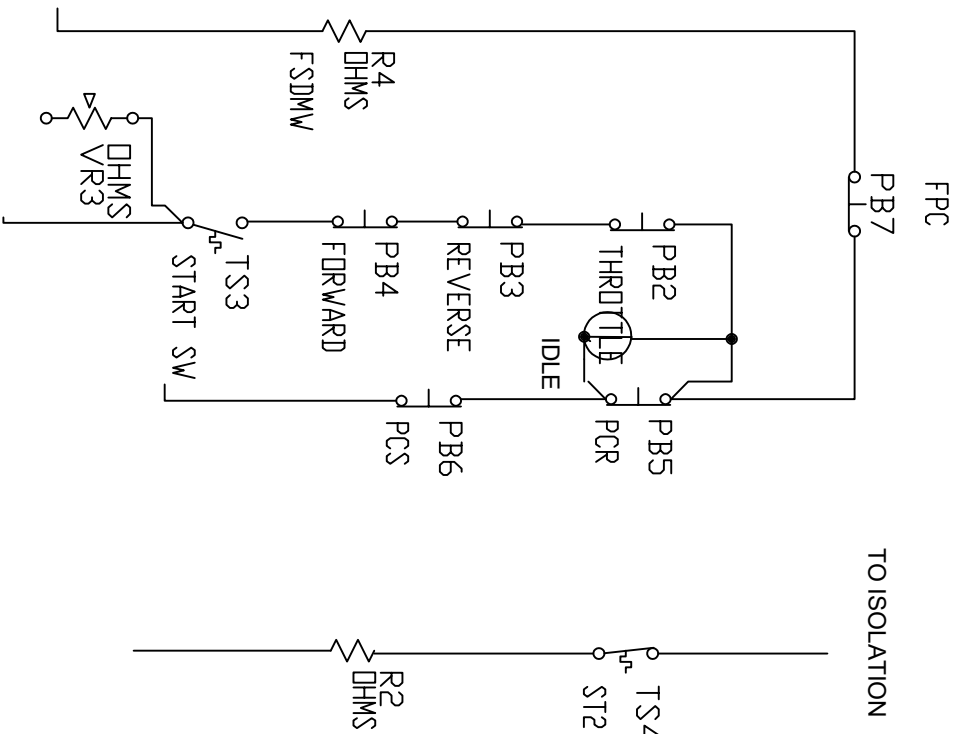 FPC
PB7
TO ISOLATION
R4
OHMS
FSDMW
OHMS
VR3
TS3
START SW
PB4
FORWARD
PB3
REVERSE
PB2
THROTTLE
IDLE
PB5
PCR
PB6
PCS
TS4
ST2
R2
OHMS